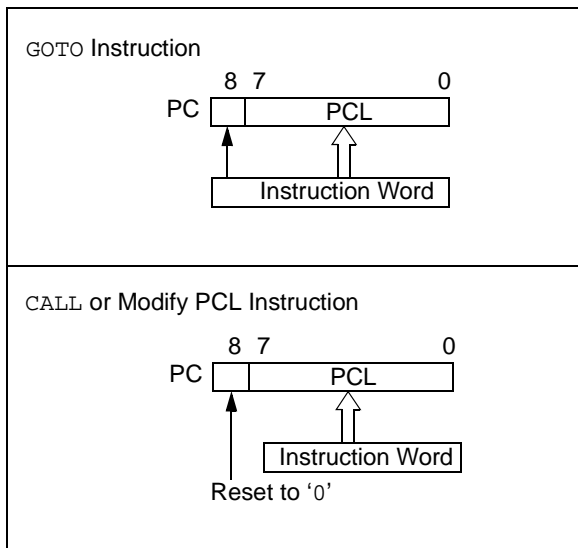 GOTO Instruction
8 7 0
PC PCL
Instruction Word
CALL or Modify PCL Instruction
8 7 0
PC PCL
Instruction Word
Reset to ‘0’